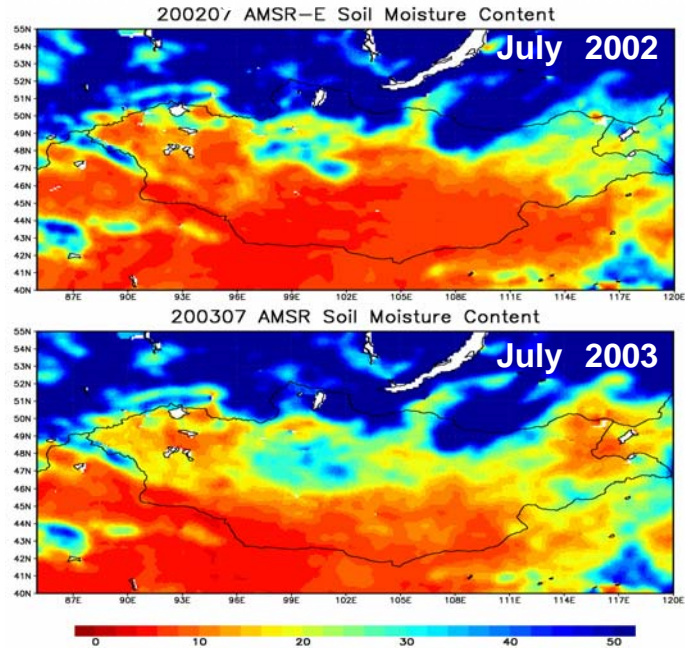 200207 AMSR-E Soil Moisture Content
July 2002
55N
54N
53N
52N
51N
50N
49N
48N
47N
46N
45N
44N
43N
42N
41N
40N
87E 90E 93E 96E 99E 102E 105E 108E 111E 114E 117E 120E
200307 AMSR Soil Moisture Content
July 2003
55N
54N
53N
52N
51N
50N
49N
48N
47N
46N
45N
44N
43N
42N
41N
40N
87E 90E 93E 96E 99E 102E 105E 108E 111E 114E 117E 120E
0 10 20 30 40 50